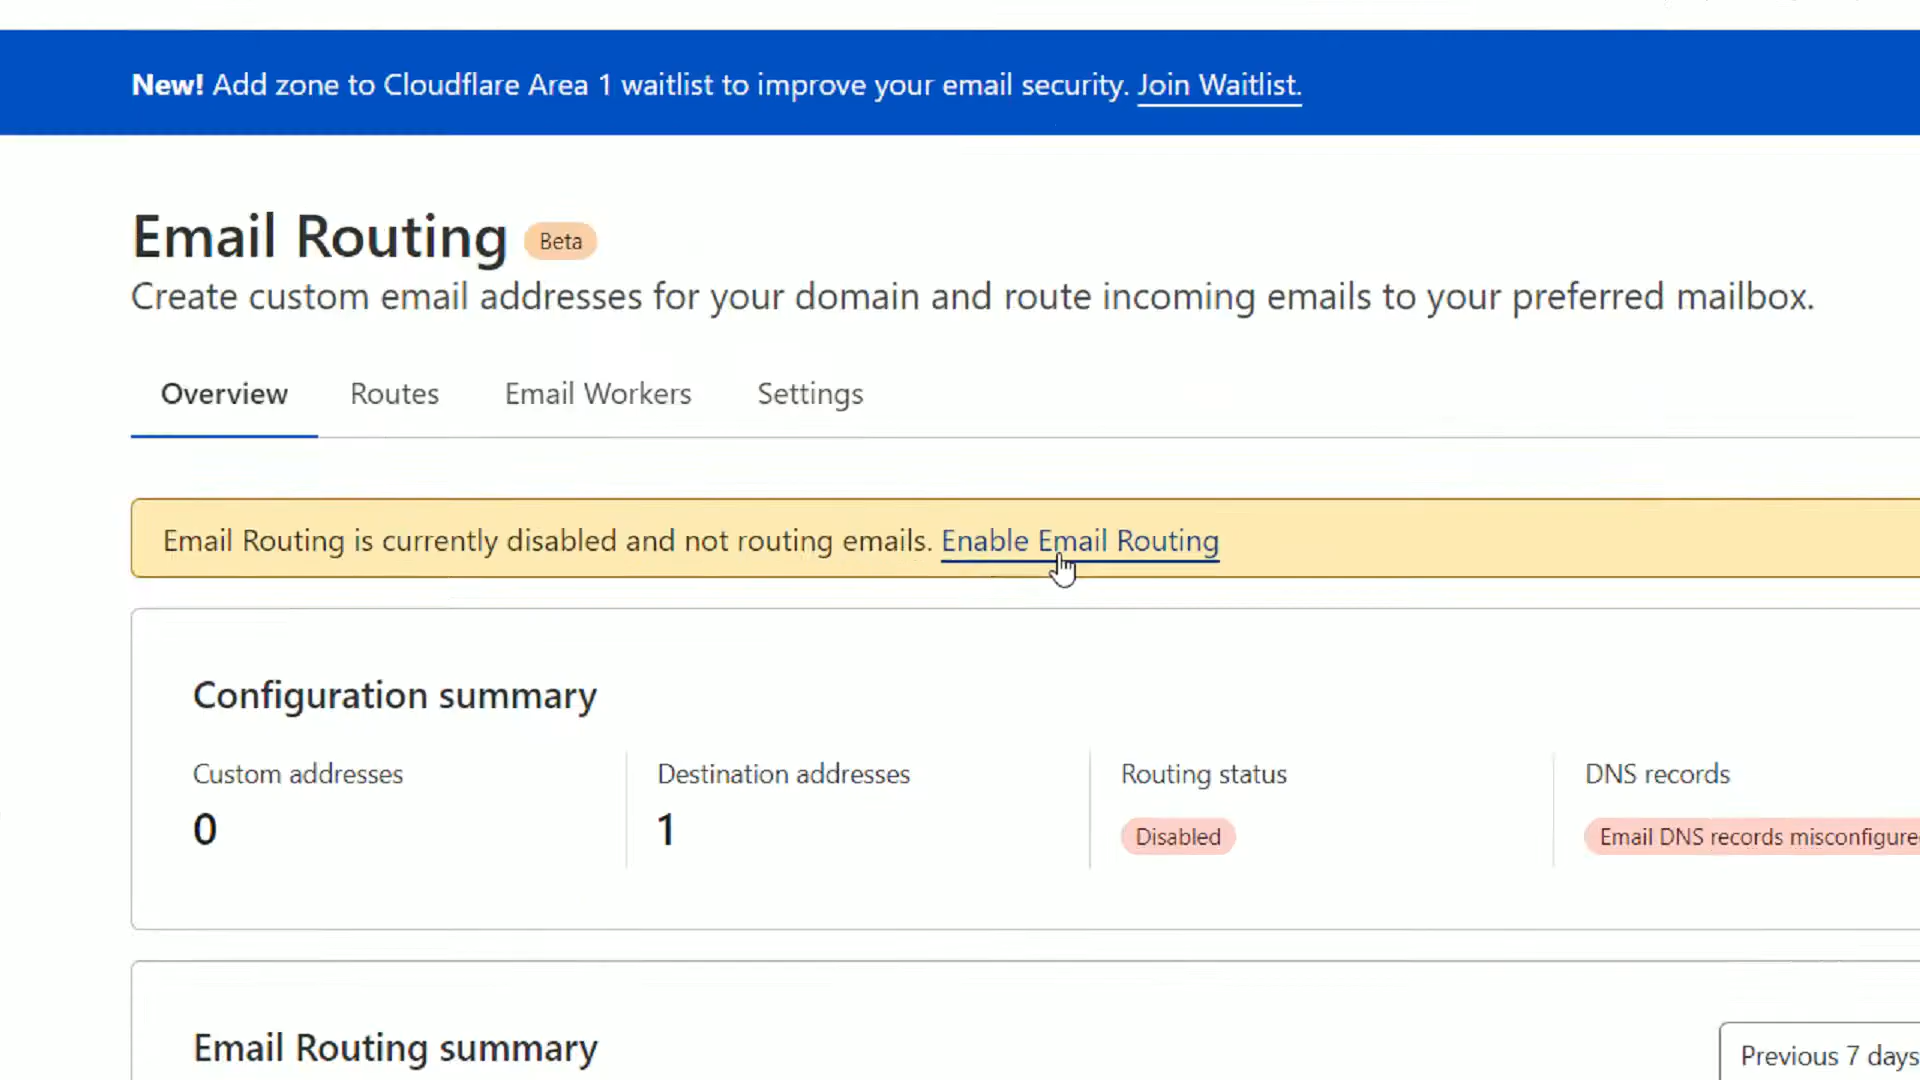 New! Add zone to Cloudflare Area 1 waitlist to improve your email security. Join Waitlist.
Email Routing Beta
Create custom email addresses for your domain and route incoming emails to your preferred mailbox.
Overview Routes Email Workers Settings
Email Routing is currently disabled and not routing emails. Enable Email Routing
Configuration summary
Custom addresses Destination addresses Routing status DNS records
0 1 Disabled Email DNS records misconfigure
Email Routing summary
Previous 7 days